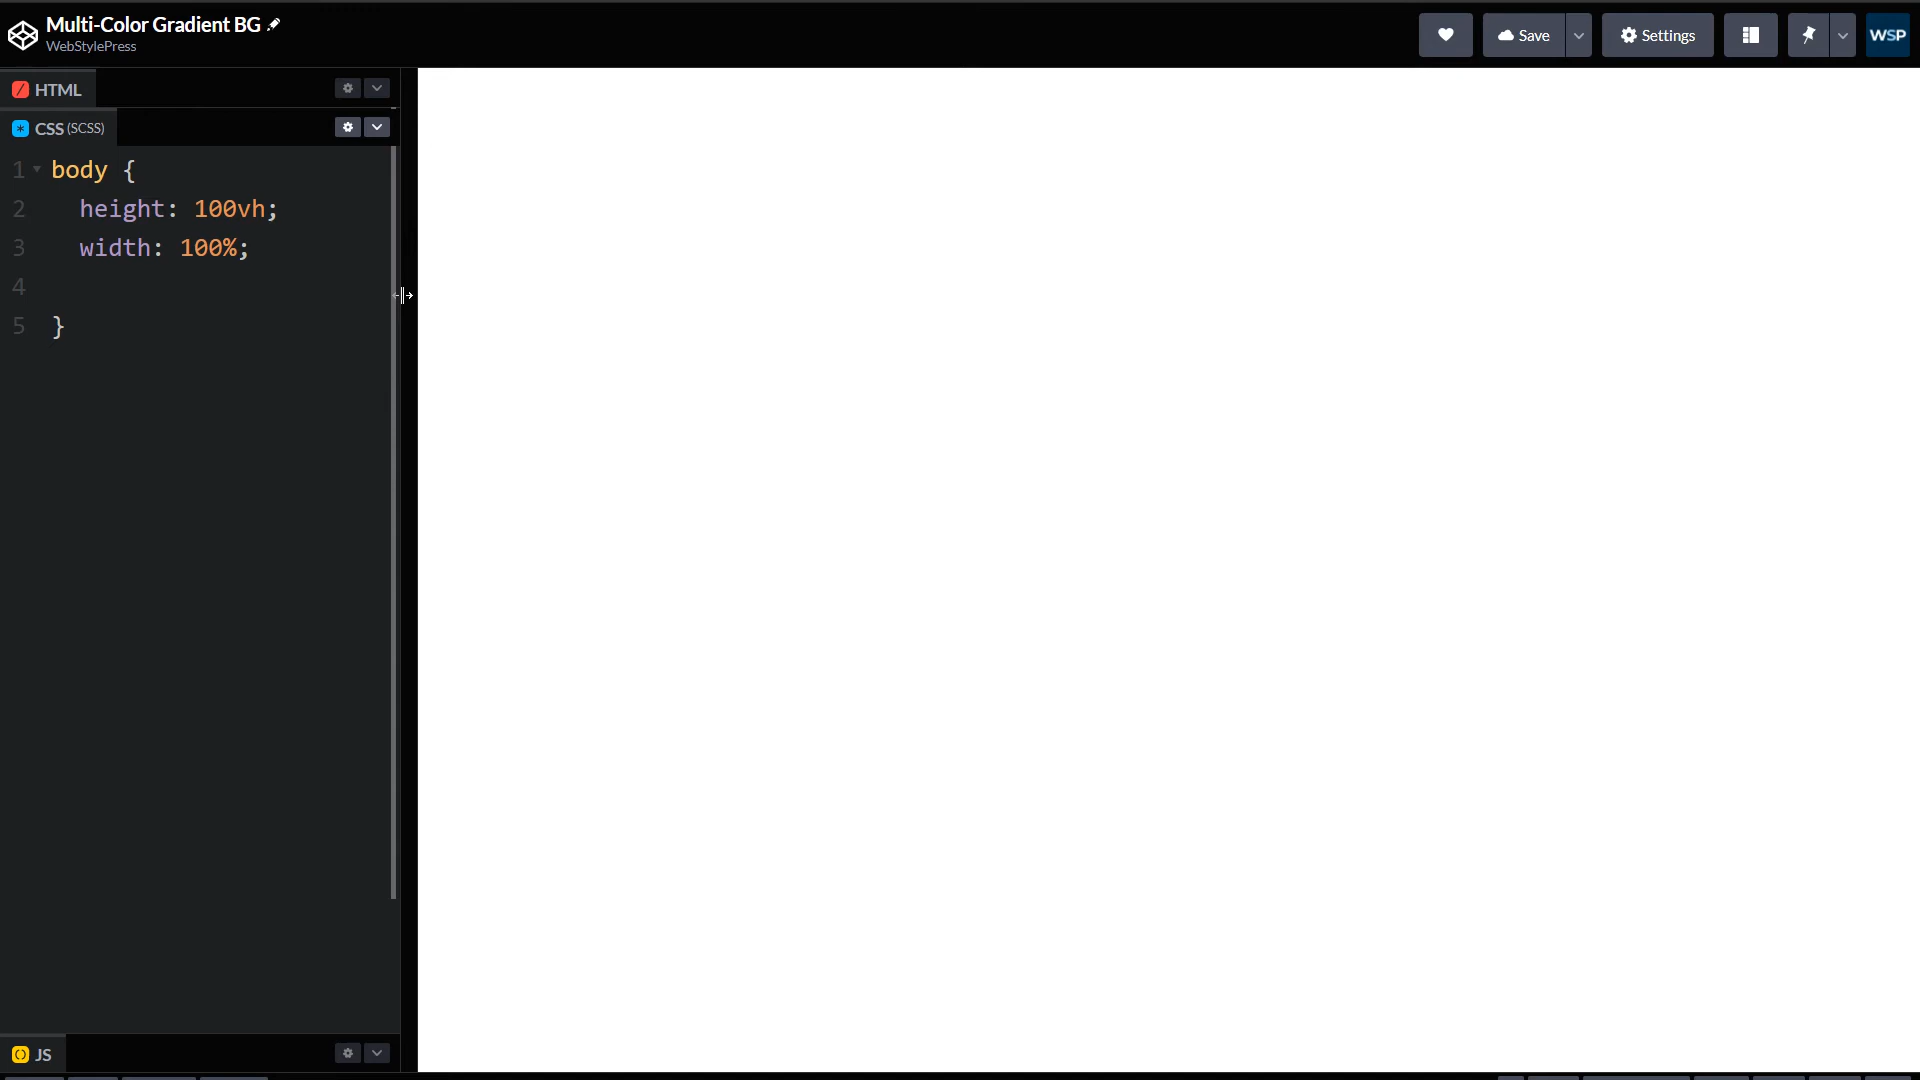 Multi-Color Gradient BG
WebStylePress
Save
Settings
WSP
HTML
CSS (SCSS)
1 body {
2 height: 100vh;
3 width: 100%;
4
5 }
JS